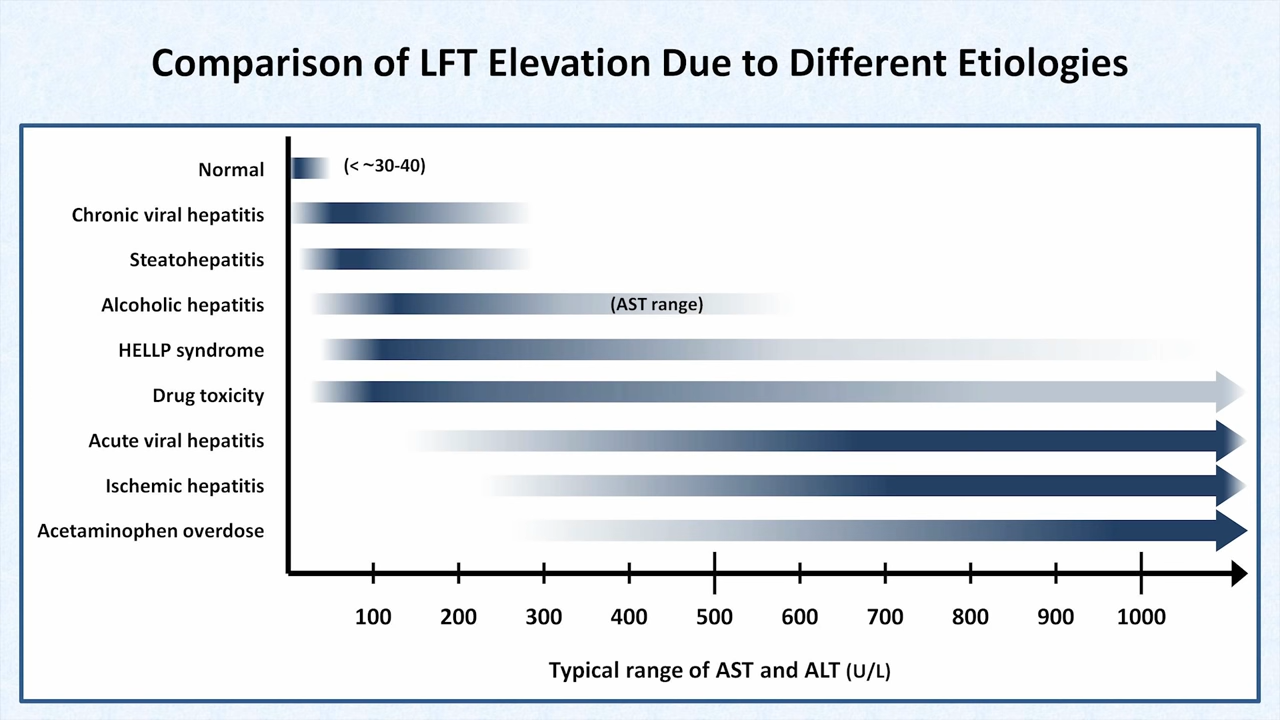 Comparison of LFT Elevation Due to Different Etiologies
Normal
(< ~30-40)
Chronic viral hepatitis
Steatohepatitis
Alcoholic hepatitis
(AST range)
HELLP syndrome
Drug toxicity
Acute viral hepatitis
Ischemic hepatitis
Acetaminophen overdose
100 200 300 400 500 600 700 800 900 1000
Typical range of AST and ALT (U/L)